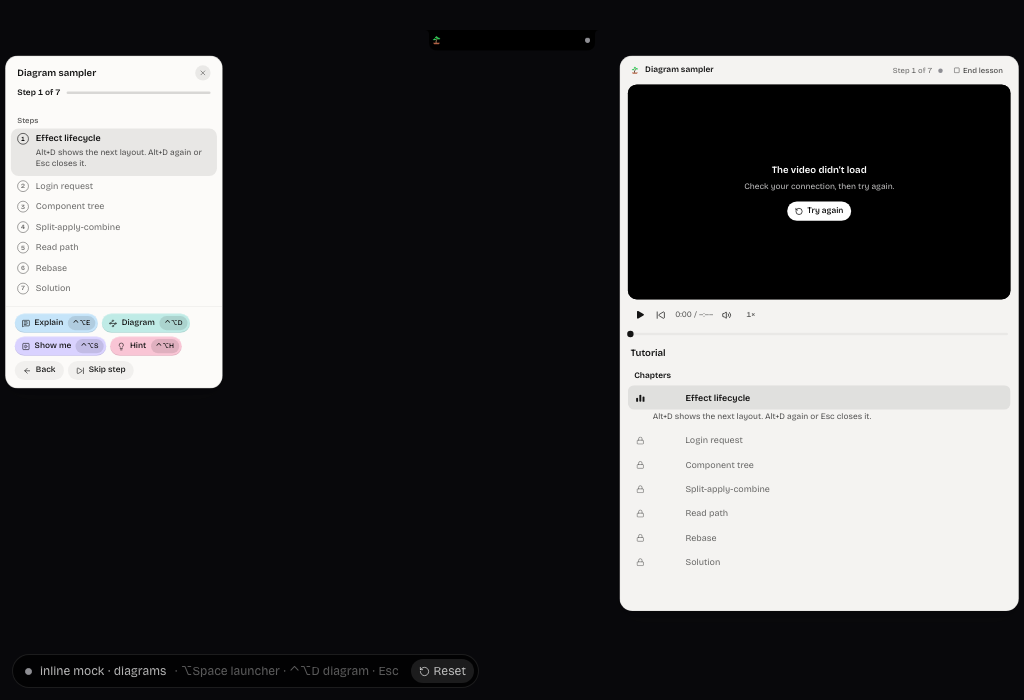 Diagram sampler
Step 1 of 7
Steps
1 Effect lifecycle
Alt+D shows the next layout. Alt+D again or
Esc closes it.
2 Login request
3 Component tree
4 Split-apply-combine
5 Read path
6 Rebase
7 Solution
Explain ^⌥E Diagram ^⌥D
Show me ^⌥S Hint ^⌥H
Back Skip step
Diagram sampler Step 1 of 7 End lesson
The video didn't load
Check your connection, then try again.
Try again
0:00 / -:-- 1×
Tutorial
Chapters
Effect lifecycle
Alt+D shows the next layout. Alt+D again or Esc closes it.
Login request
Component tree
Split-apply-combine
Read path
Rebase
Solution
inline mock · diagrams · ⌥Space launcher · ^⌥D diagram · Esc Reset